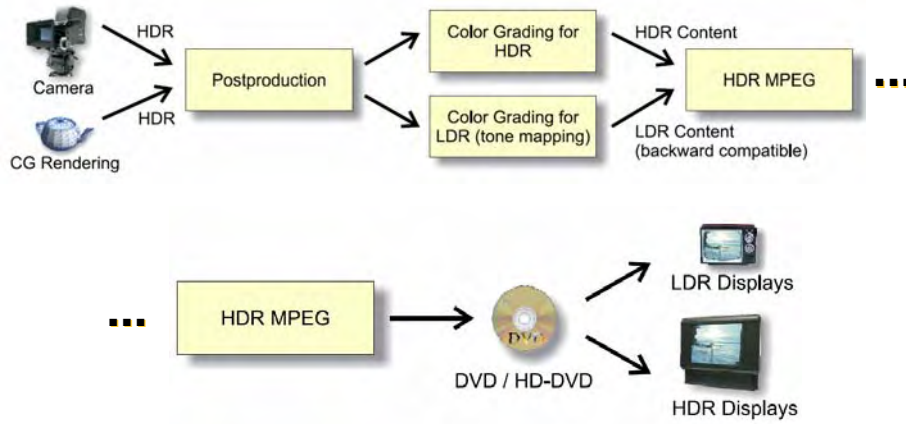 HDR
Camera
HDR
CG Rendering
Postproduction
Color Grading for
HDR
Color Grading for
LDR (tone mapping)
HDR Content
LDR Content
(backward compatible)
HDR MPEG
...
...
HDR MPEG
DVD
DVD / HD-DVD
LDR Displays
HDR Displays